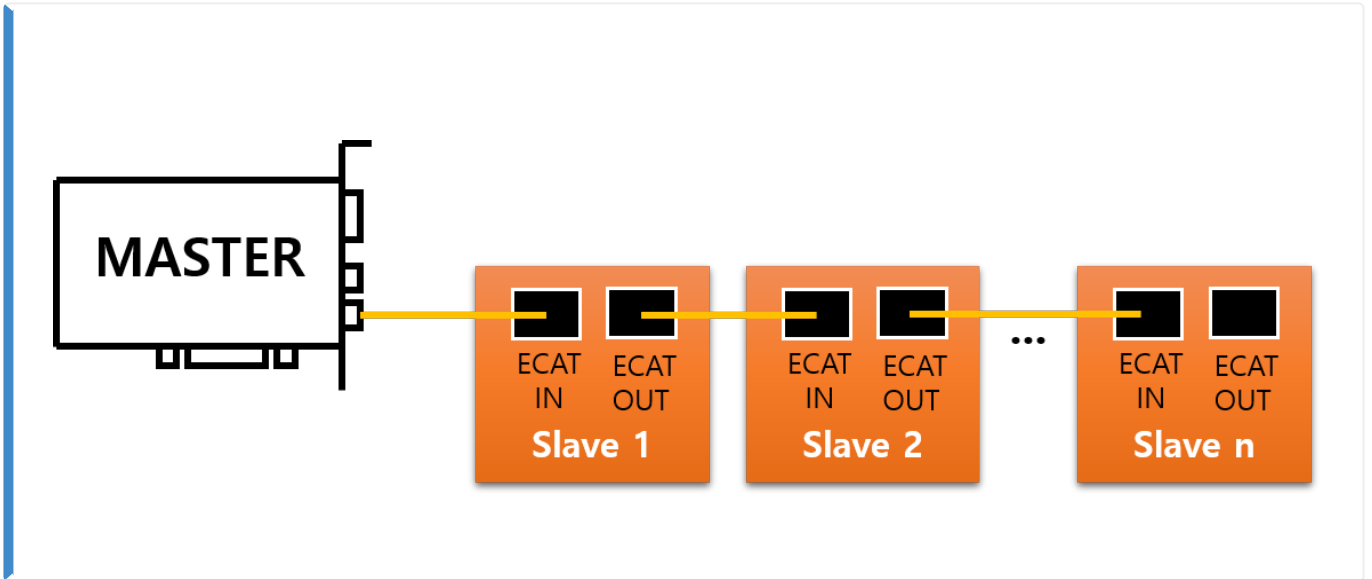 MASTER
ECAT
IN
ECAT
OUT
Slave 1
ECAT
IN
ECAT
OUT
Slave 2
...
ECAT
IN
ECAT
OUT
Slave n